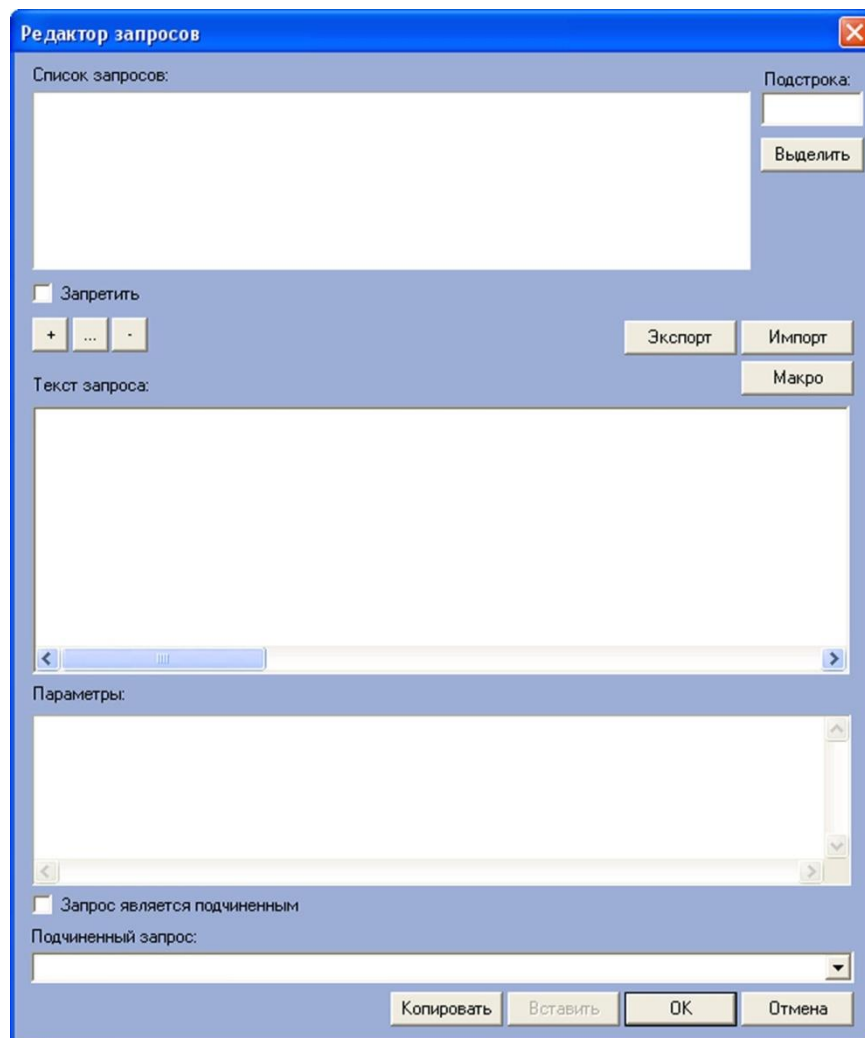 Редактор запросов
Список запросов:
Подстрока:
Выделить
Запретить
+ ... -
Экспорт Импорт
Макро
Текст запроса:
Параметры:
Запрос является подчиненным
Подчиненный запрос:
Копировать Вставить OK Отмена